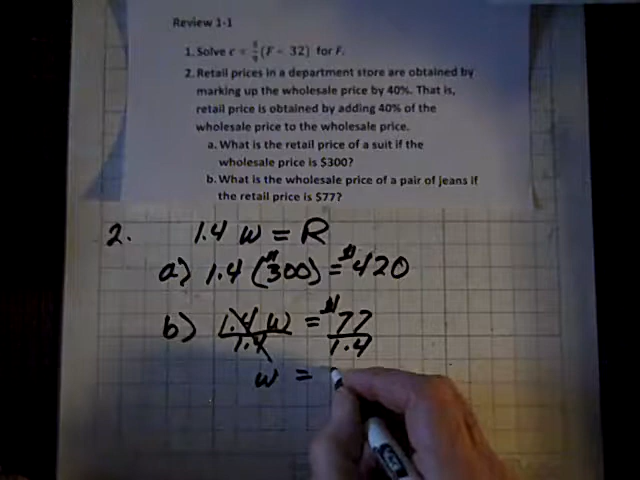 Review 1-1
1. Solve c = 5/9 (F - 32) for F.
2. Retail prices in a department store are obtained by
marking up the wholesale price by 40%. That is,
retail price is obtained by adding 40% of the
wholesale price to the wholesale price.
a. What is the retail price of a suit if the
wholesale price is $300?
b. What is the wholesale price of a pair of jeans if
the retail price is $77?
2. 1.4 w = R
a) 1.4 ($300) = $420
b) 1.4 w / 1.4 = $77 / 1.4
w =